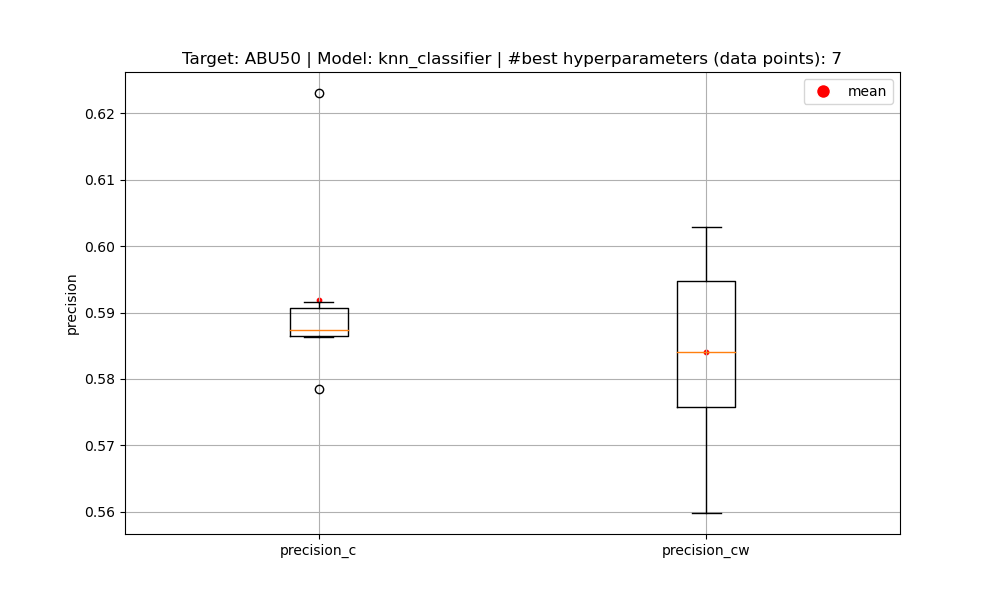 Target: ABU50 | Model: knn_classifier | #best hyperparameters (data points): 7
mean
0.62
0.61
0.60
0.59
0.58
0.57
0.56
precision
precision_c
precision_cw